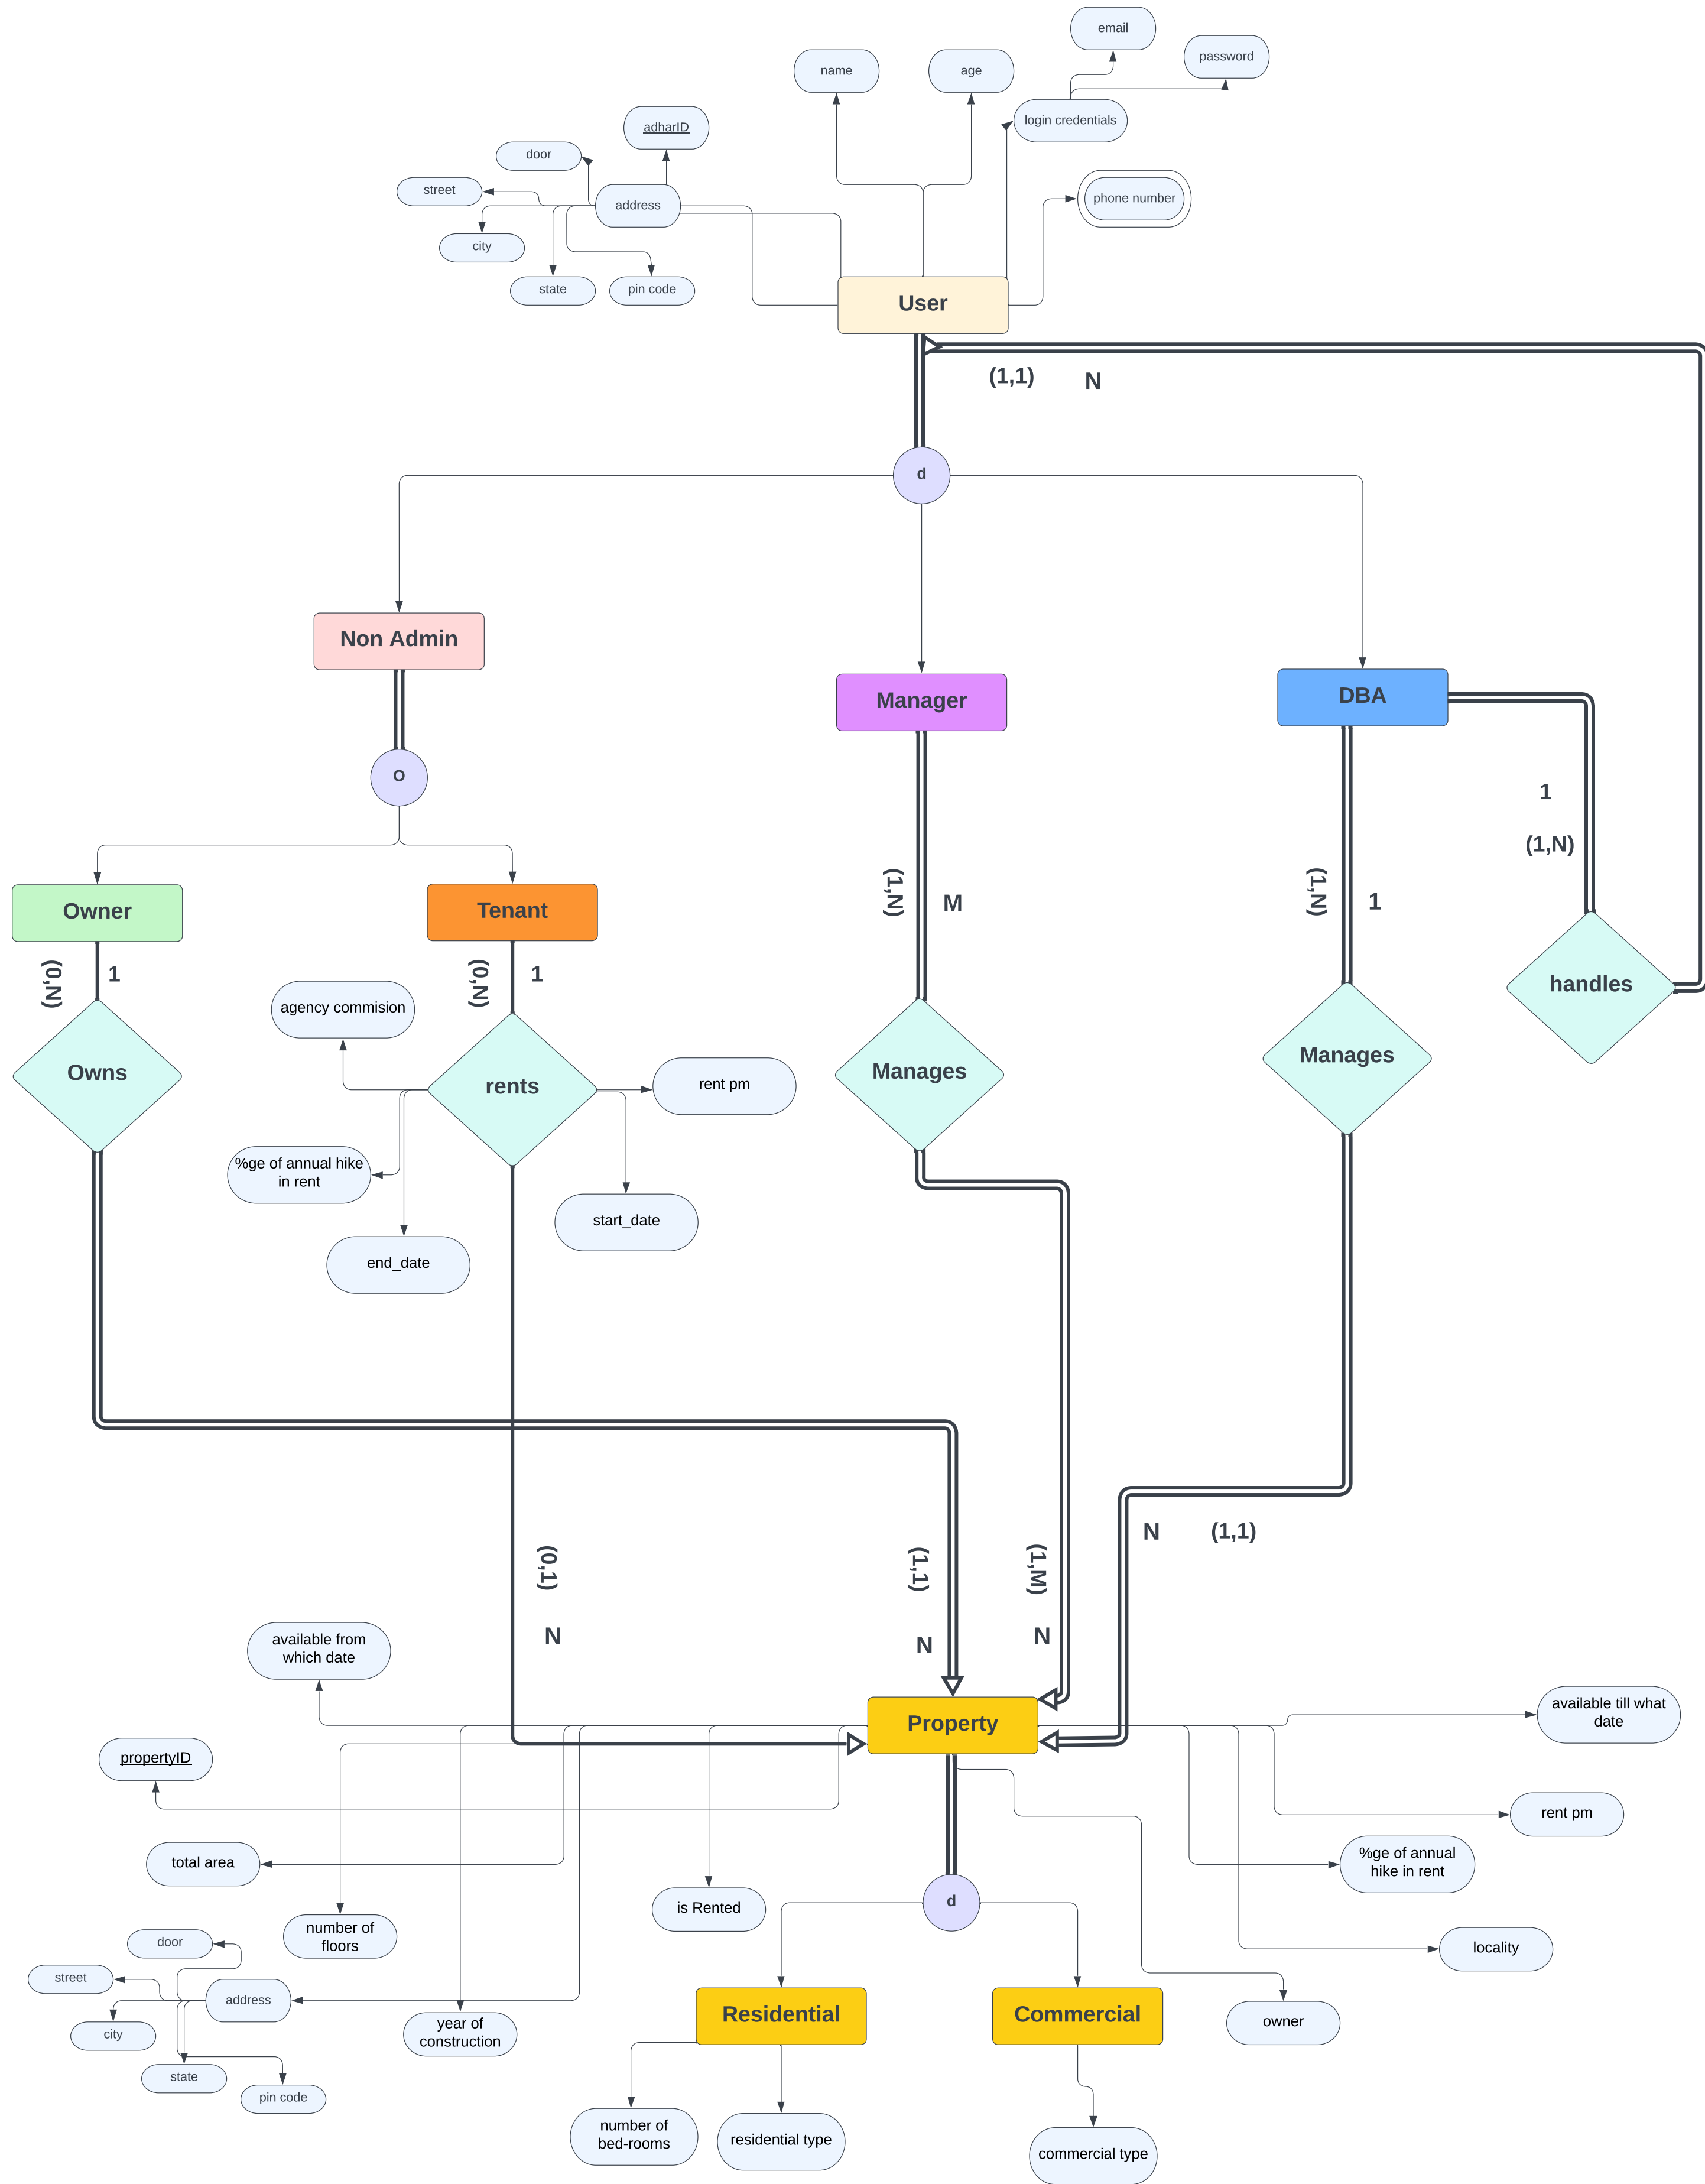 email
password
name
age
login credentials
adharID
door
street
address
phone number
city
state
pin code
User
(1,1)
N
d
Non Admin
Manager
DBA
O
1
(1,N)
Owner
Tenant
(1,N)
M
(1,N)
1
(0,N)
1
(0,N)
1
handles
agency commision
Owns
rents
rent pm
Manages
Manages
%ge of annual hike
in rent
start_date
end_date
(0,1)
(1,1)
(1,M)
N
(1,1)
N
N
N
available from
which date
Property
available till what
date
propertyID
rent pm
total area
%ge of annual
hike in rent
is Rented
d
number of
floors
door
locality
street
address
city
year of
construction
Residential
Commercial
owner
state
pin code
number of
bed-rooms
residential type
commercial type